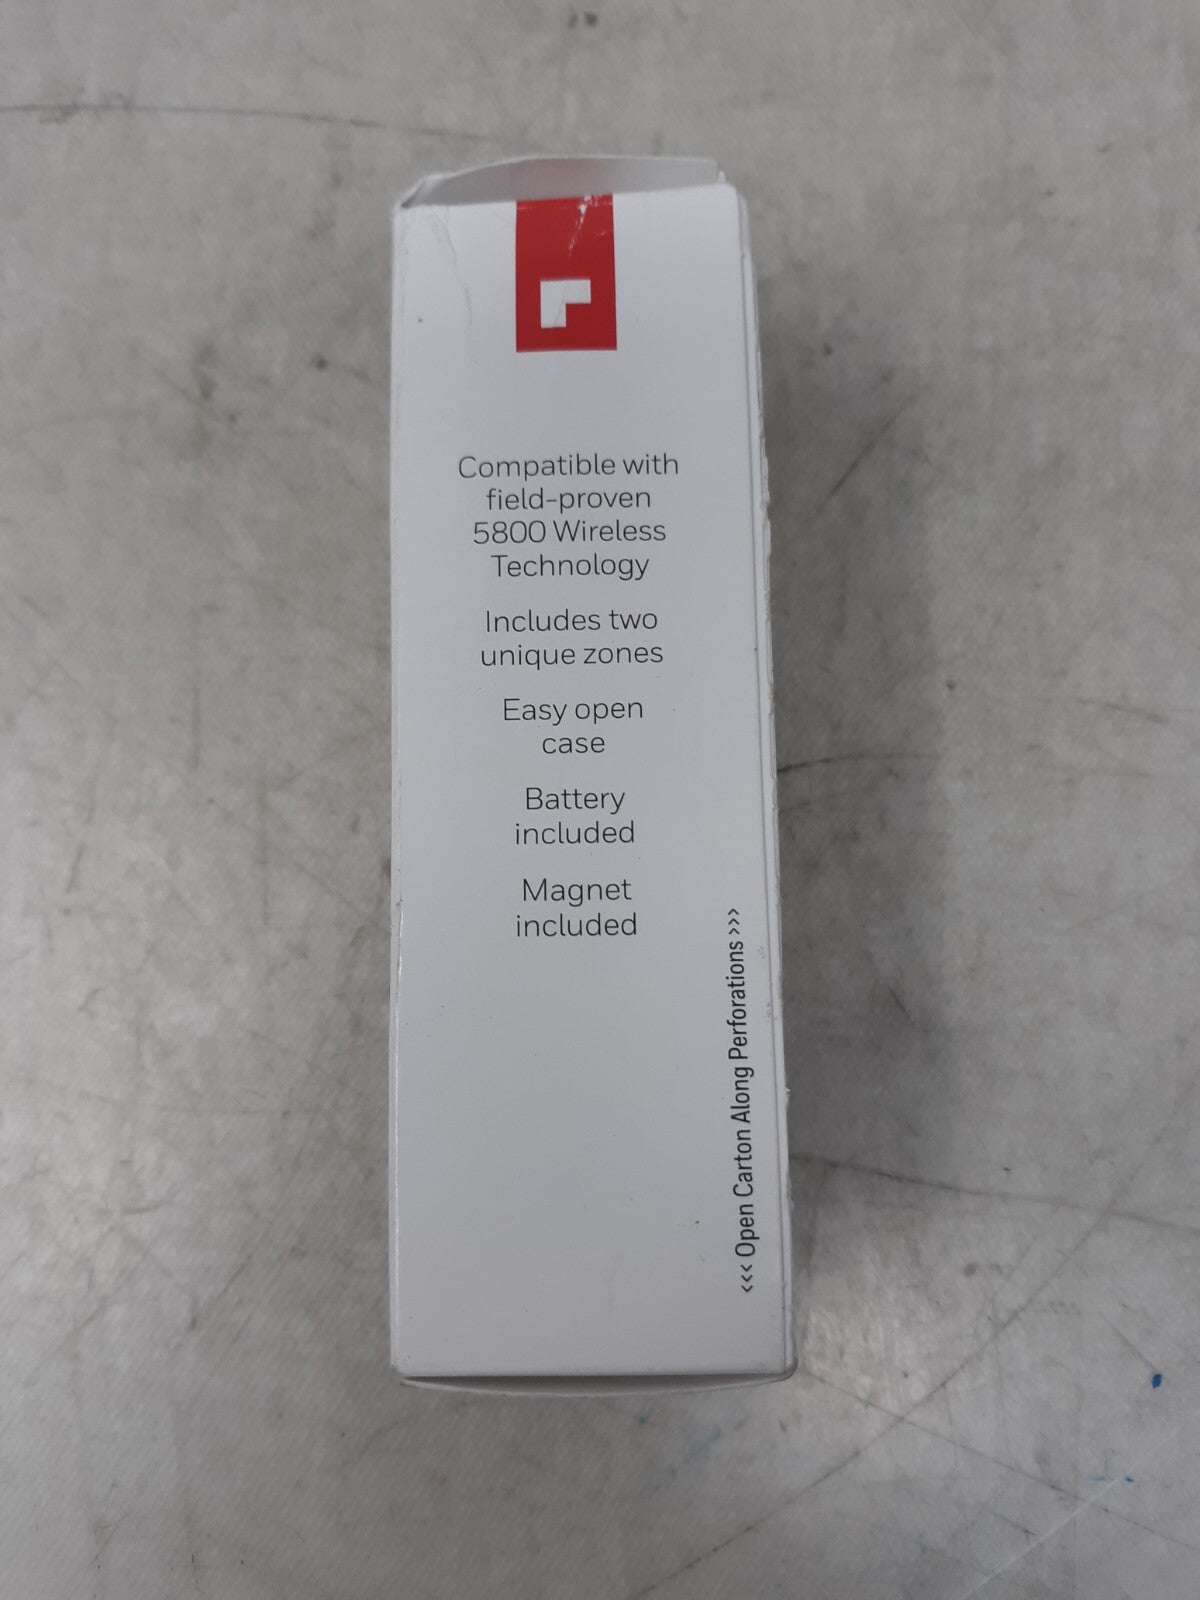 Compatible with
field-proven
5800 Wireless
Technology
Includes two
unique zones
Easy open
case
Battery
included
Magnet
included
<<< Open Carton Along Perforations >>>